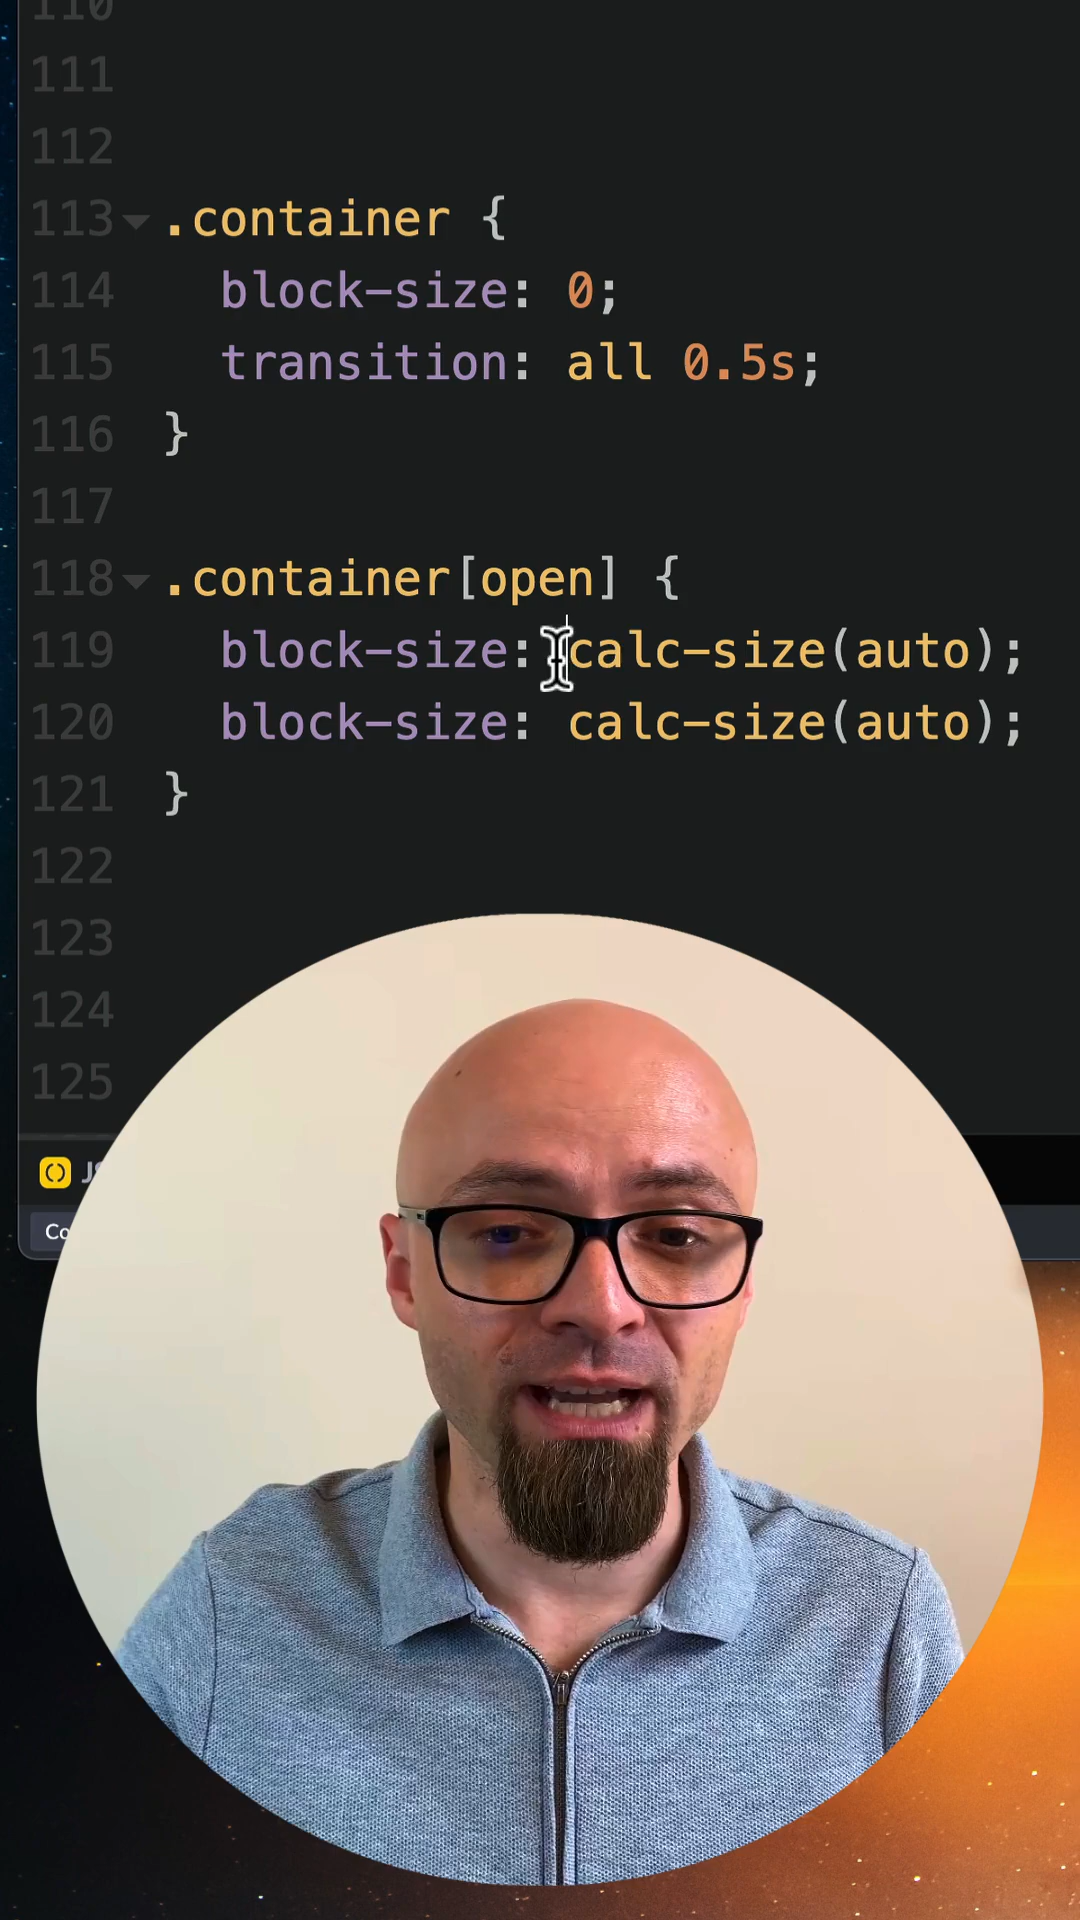 110
111
112
113 .container {
114 block-size: 0;
115 transition: all 0.5s;
116 }
117
118 .container[open] {
119 block-size: calc-size(auto);
120 block-size: calc-size(auto);
121 }
122
123
124
125